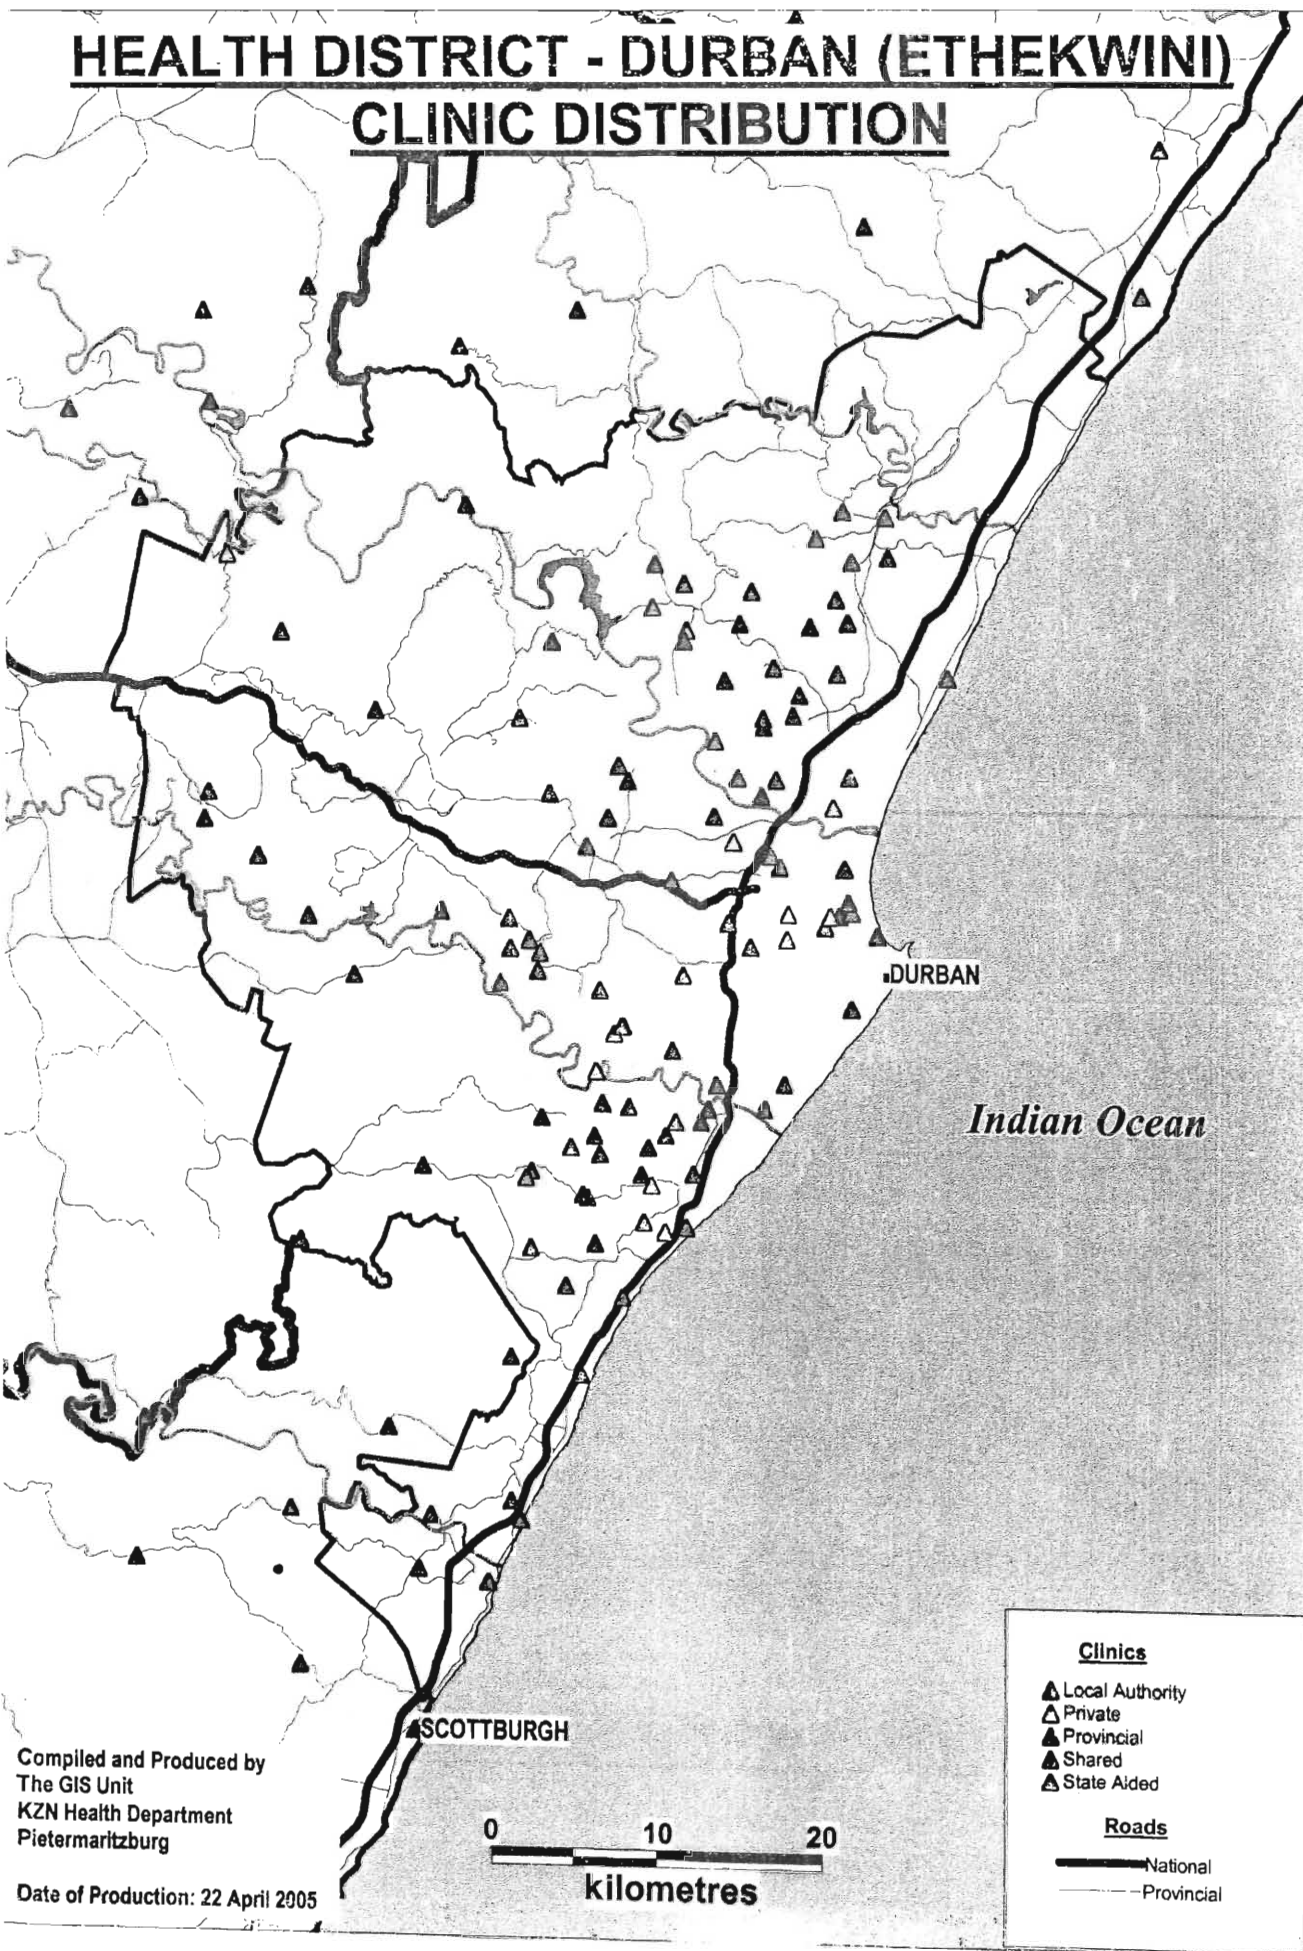 HEALTH DISTRICT - DURBAN (ETHEKWINI)
CLINIC DISTRIBUTION
DURBAN
Indian Ocean
SCOTTBURGH
Clinics
Local Authority
Private
Provincial
Shared
State Aided
Roads
National
Provincial
Compiled and Produced by
The GIS Unit
KZN Health Department
Pietermaritzburg
Date of Production: 22 April 2005
0 10 20
kilometres